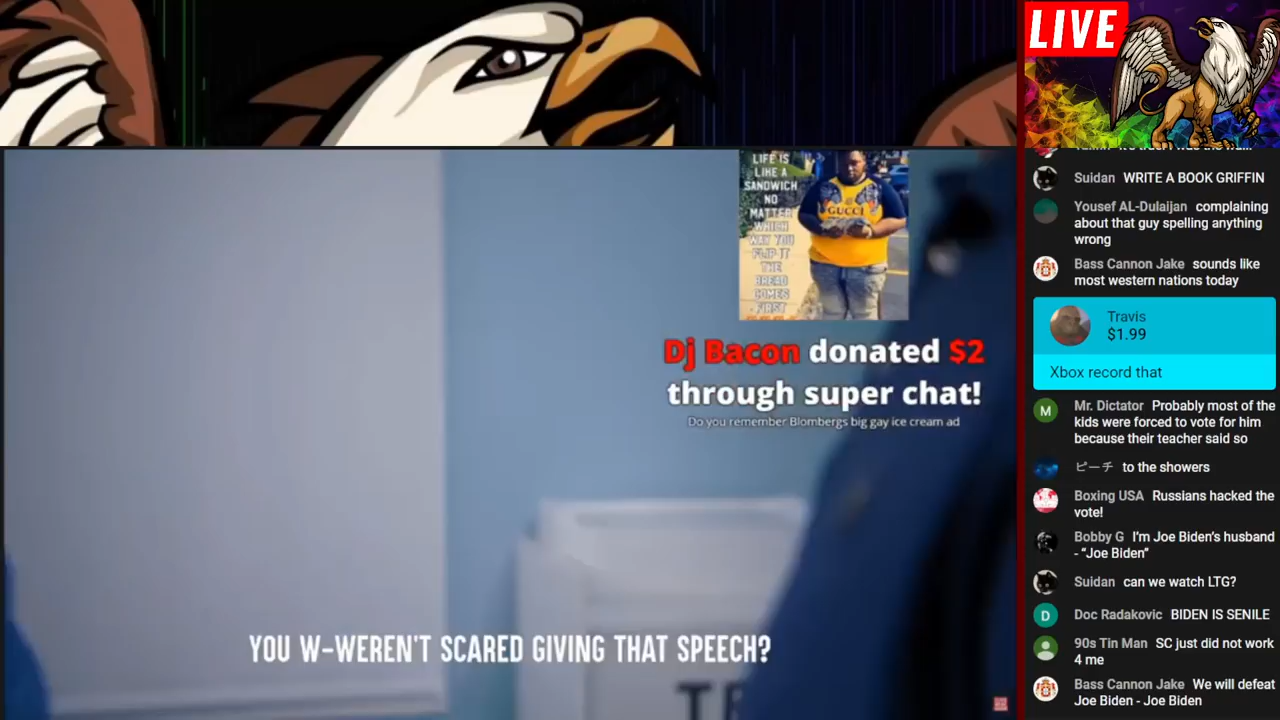 LIVE
LIFE IS
LIKE A
SANDWICH
NO
MATTER
WHICH
WAY YOU
FLIP IT
THE
BREAD
COMES
FIRST
GUCCI
Dj Bacon donated $2
through super chat!
Do you remember Blombergs big gay ice cream ad
YOU W-WEREN'T SCARED GIVING THAT SPEECH?
Suidan WRITE A BOOK GRIFFIN
Yousef AL-Dulaijan complaining
about that guy spelling anything
wrong
Bass Cannon Jake sounds like
most western nations today
Travis
$1.99
Xbox record that
M
Mr. Dictator Probably most of the
kids were forced to vote for him
because their teacher said so
ピーチ to the showers
Boxing USA Russians hacked the
vote!
Bobby G I'm Joe Biden's husband
- “Joe Biden”
Suidan can we watch LTG?
D
Doc Radakovic BIDEN IS SENILE
90s Tin Man SC just did not work
4 me
Bass Cannon Jake We will defeat
Joe Biden - Joe Biden